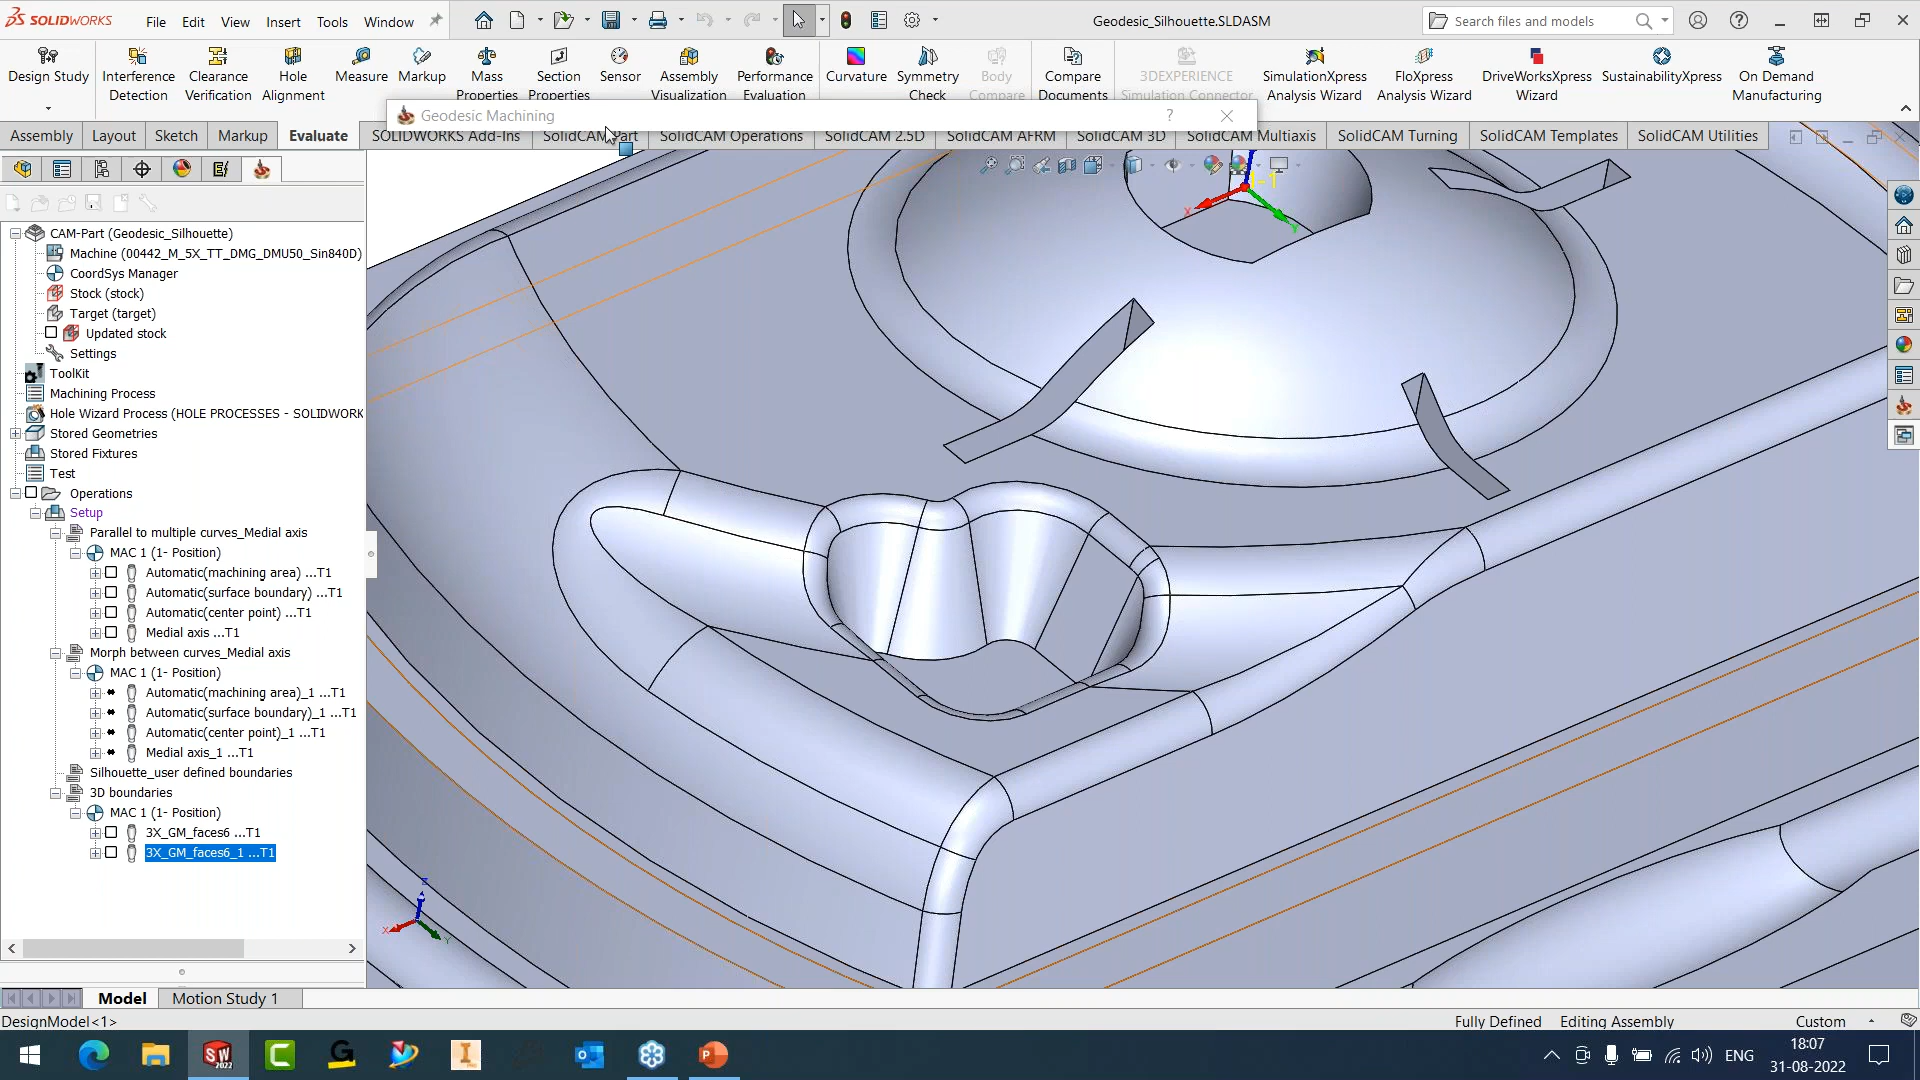 SOLIDWORKS File Edit View Insert Tools Window Geodesic_Silhouette.SLDASM Search files and models
Design Study Interference Detection Clearance Verification Hole Alignment Measure Markup Mass Properties Section Properties Sensor Assembly Visualization Performance Evaluation Curvature Symmetry Check Body Compare Compare Documents 3DEXPERIENCE Simulation Connector SimulationXpress Analysis Wizard FloXpress Analysis Wizard DriveWorksXpress Wizard SustainabilityXpress On Demand Manufacturing
Geodesic Machining ?
Assembly Layout Sketch Markup Evaluate SOLIDWORKS Add-Ins SolidCAM Part SolidCAM Operations SolidCAM 2.5D SolidCAM AFRM SolidCAM 3D SolidCAM Multiaxis SolidCAM Turning SolidCAM Templates SolidCAM Utilities
CAM-Part (Geodesic_Silhouette)
Machine (00442_M_5X_TT_DMG_DMU50_Sin840D)
CoordSys Manager
Stock (stock)
Target (target)
Updated stock
Settings
ToolKit
Machining Process
Hole Wizard Process (HOLE PROCESSES - SOLIDWORK
Stored Geometries
Stored Fixtures
Test
Operations
Setup
Parallel to multiple curves_Medial axis
MAC 1 (1- Position)
Automatic(machining area) ...T1
Automatic(surface boundary) ...T1
Automatic(center point) ...T1
Medial axis ...T1
Morph between curves_Medial axis
MAC 1 (1- Position)
Automatic(machining area)_1 ...T1
Automatic(surface boundary)_1 ...T1
Automatic(center point)_1 ...T1
Medial axis_1 ...T1
Silhouette_user defined boundaries
3D boundaries
MAC 1 (1- Position)
3X_GM_faces6 ...T1
3X_GM_faces6_1 ...T1
X Y
Z
X Y
Model Motion Study 1
DesignModel<1> Fully Defined Editing Assembly Custom
ENG 18:07
31-08-2022